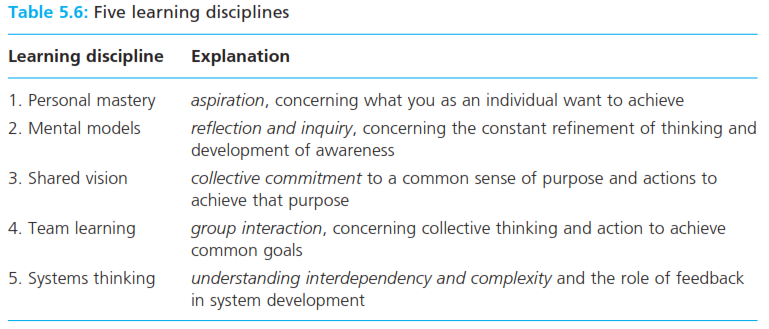 Table 5.6: Five learning disciplines
Learning discipline Explanation
1. Personal mastery aspiration, concerning what you as an individual want to achieve
2. Mental models reflection and inquiry, concerning the constant refinement of thinking and
development of awareness
3. Shared vision collective commitment to a common sense of purpose and actions to
achieve that purpose
4. Team learning group interaction, concerning collective thinking and action to achieve
common goals
5. Systems thinking understanding interdependency and complexity and the role of feedback
in system development